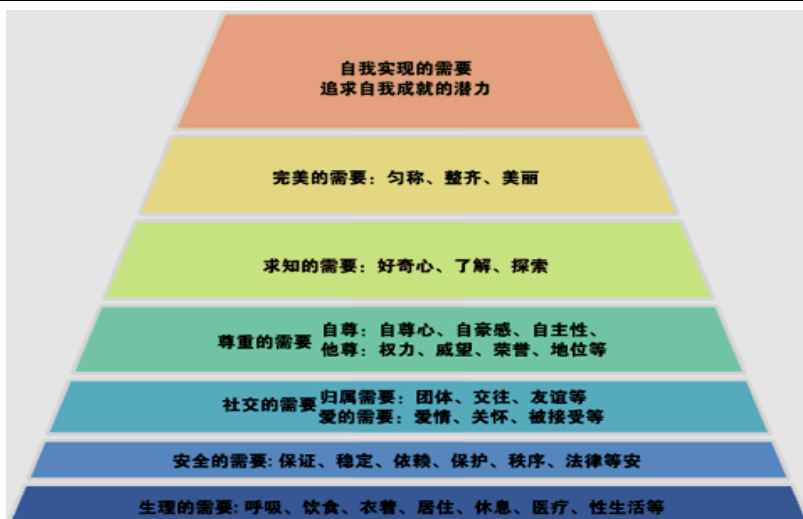 自我实现的需要
追求自我成就的潜力
完美的需要：匀称、整齐、美丽
求知的需要：好奇心、了解、探索
尊重的需要
自尊：自尊心、自豪感、自主性、
他尊：权力、威望、荣誉、地位等
社交的需要
归属需要：团体、交往、友谊等
爱的需要：爱情、关怀、被接受等
安全的需要:保证、稳定、依赖、保护、秩序、法律等安
生理的需要:呼吸、饮食、衣着、居住、休息、医疗、性生活等